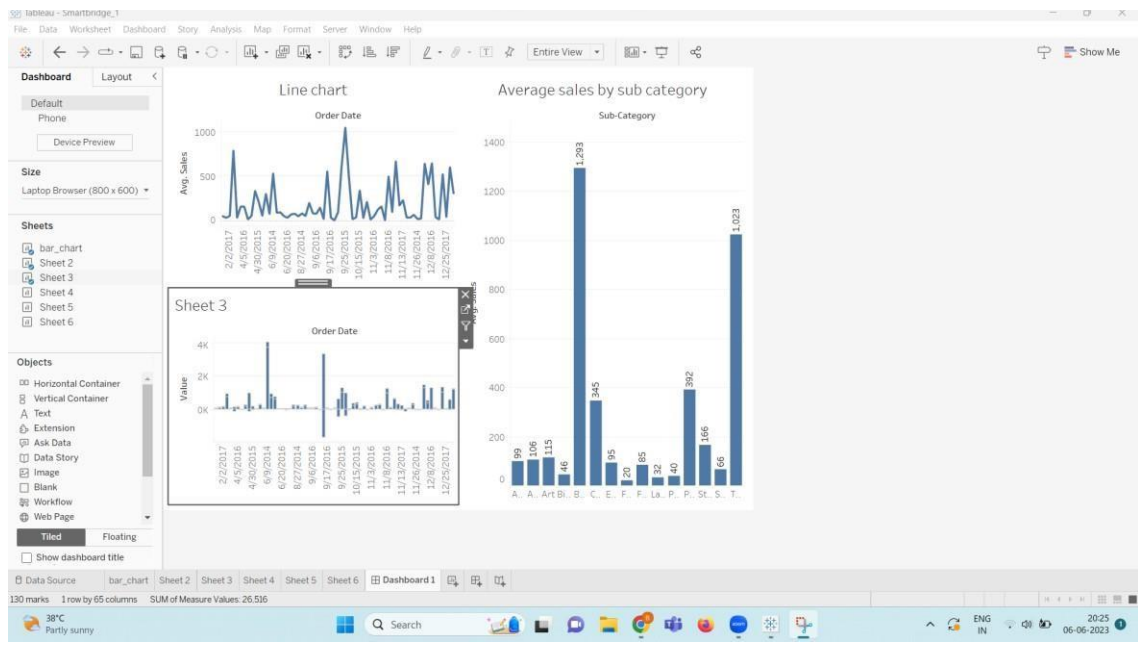 Tableau - Smartbridge_1
File Data Worksheet Dashboard Story Analysis Map Format Server Window Help
Entire View
Show Me
Dashboard Layout
Default
Phone
Device Preview
Size
Laptop Browser (800 x 600)
Sheets
bar_chart
Sheet 2
Sheet 3
Sheet 4
Sheet 5
Sheet 6
Objects
Horizontal Container
Vertical Container
A Text
Extension
Ask Data
Data Story
Image
Blank
Workflow
Web Page
Tiled Floating
Show dashboard title
Line chart
Order Date
Avg. Sales
1000
500
0
2/2/2017
4/5/2016
4/30/2015
6/9/2014
6/20/2016
8/27/2014
9/6/2016
9/17/2016
9/25/2015
10/15/2015
11/3/2016
11/8/2016
11/13/2017
11/26/2014
12/8/2016
12/25/2017
Sheet 3
Order Date
Value
4K
2K
0K
2/2/2017
4/5/2016
4/30/2015
6/9/2014
6/20/2016
8/27/2014
9/6/2016
9/17/2016
9/25/2015
10/15/2015
11/3/2016
11/8/2016
11/13/2017
11/26/2014
12/8/2016
12/25/2017
Average sales by sub category
Sub-Category
1400
1200
1000
800
600
400
200
0
99
106
115
46
1,293
345
95
20
85
32
40
392
166
66
1,023
A.. A.. Art Bi.. B.. C.. E.. F.. F.. La.. P.. P.. St.. S.. T..
Data Source bar_chart Sheet 2 Sheet 3 Sheet 4 Sheet 5 Sheet 6 Dashboard 1
130 marks 1 row by 65 columns SUM of Measure Values: 26,516
38°C
Partly sunny
Search
ENG
IN
20:25
06-06-2023
1